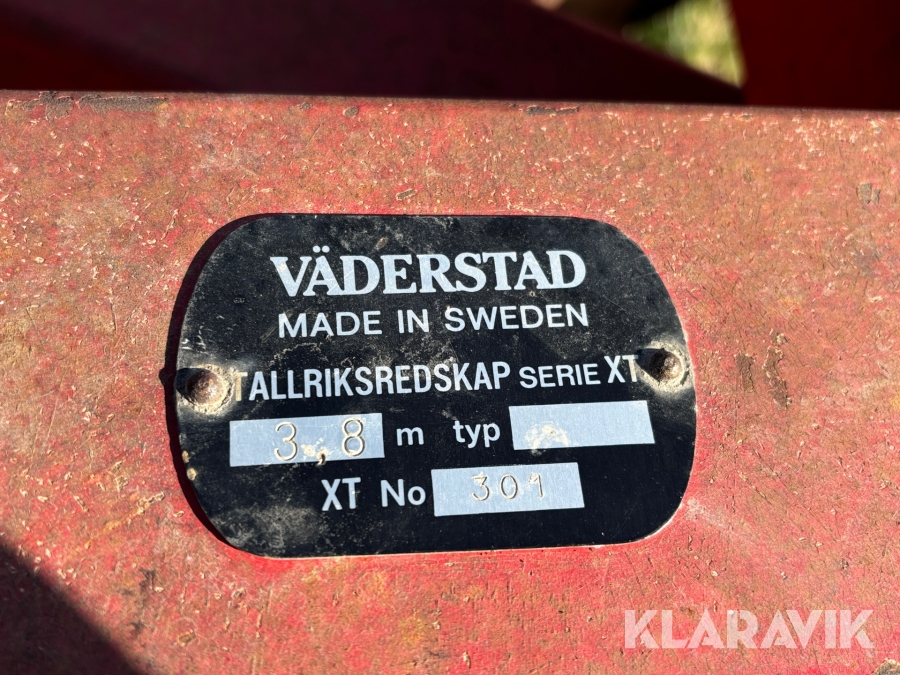 VÄDERSTAD
MADE IN SWEDEN
TALLRIKSREDSKAP SERIE XT
3,8 m typ
XT No 301
KLARAVIK